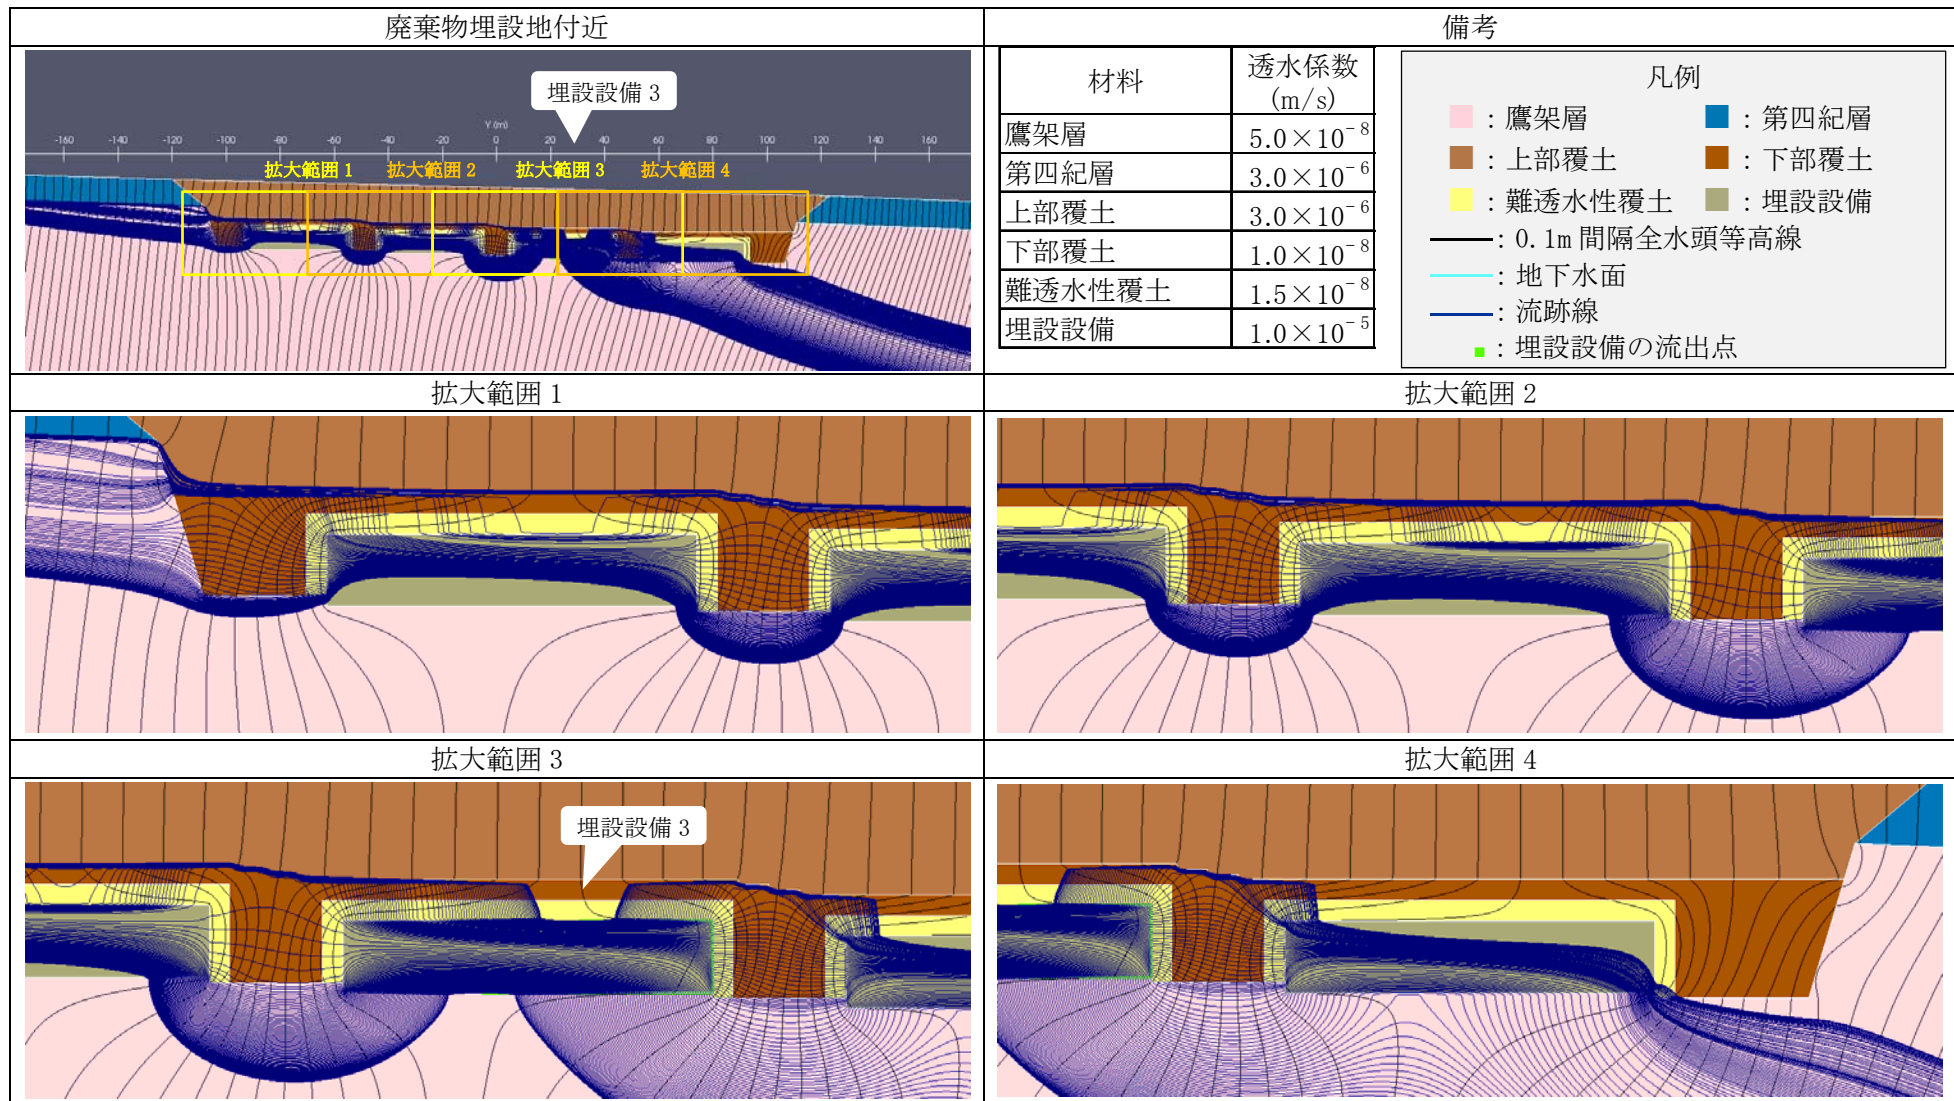 廃棄物埋設地付近
備考
埋設設備 3
Y (m)
-160 -140 -120 -100 -80 -60 -40 -20 0 20 40 60 80 100 120 140 160
拡大範囲 1 拡大範囲 2 拡大範囲 3 拡大範囲 4
材料 透水係数
(m/s)
鷹架層 5.0×10⁻⁸
第四紀層 3.0×10⁻⁶
上部覆土 3.0×10⁻⁶
下部覆土 1.0×10⁻⁸
難透水性覆土 1.5×10⁻⁸
埋設設備 1.0×10⁻⁵
凡例
：鷹架層 ：第四紀層
：上部覆土 ：下部覆土
：難透水性覆土 ：埋設設備
：0.1m 間隔全水頭等高線
：地下水面
：流跡線
：埋設設備の流出点
拡大範囲 1
拡大範囲 2
拡大範囲 3
拡大範囲 4
埋設設備 3